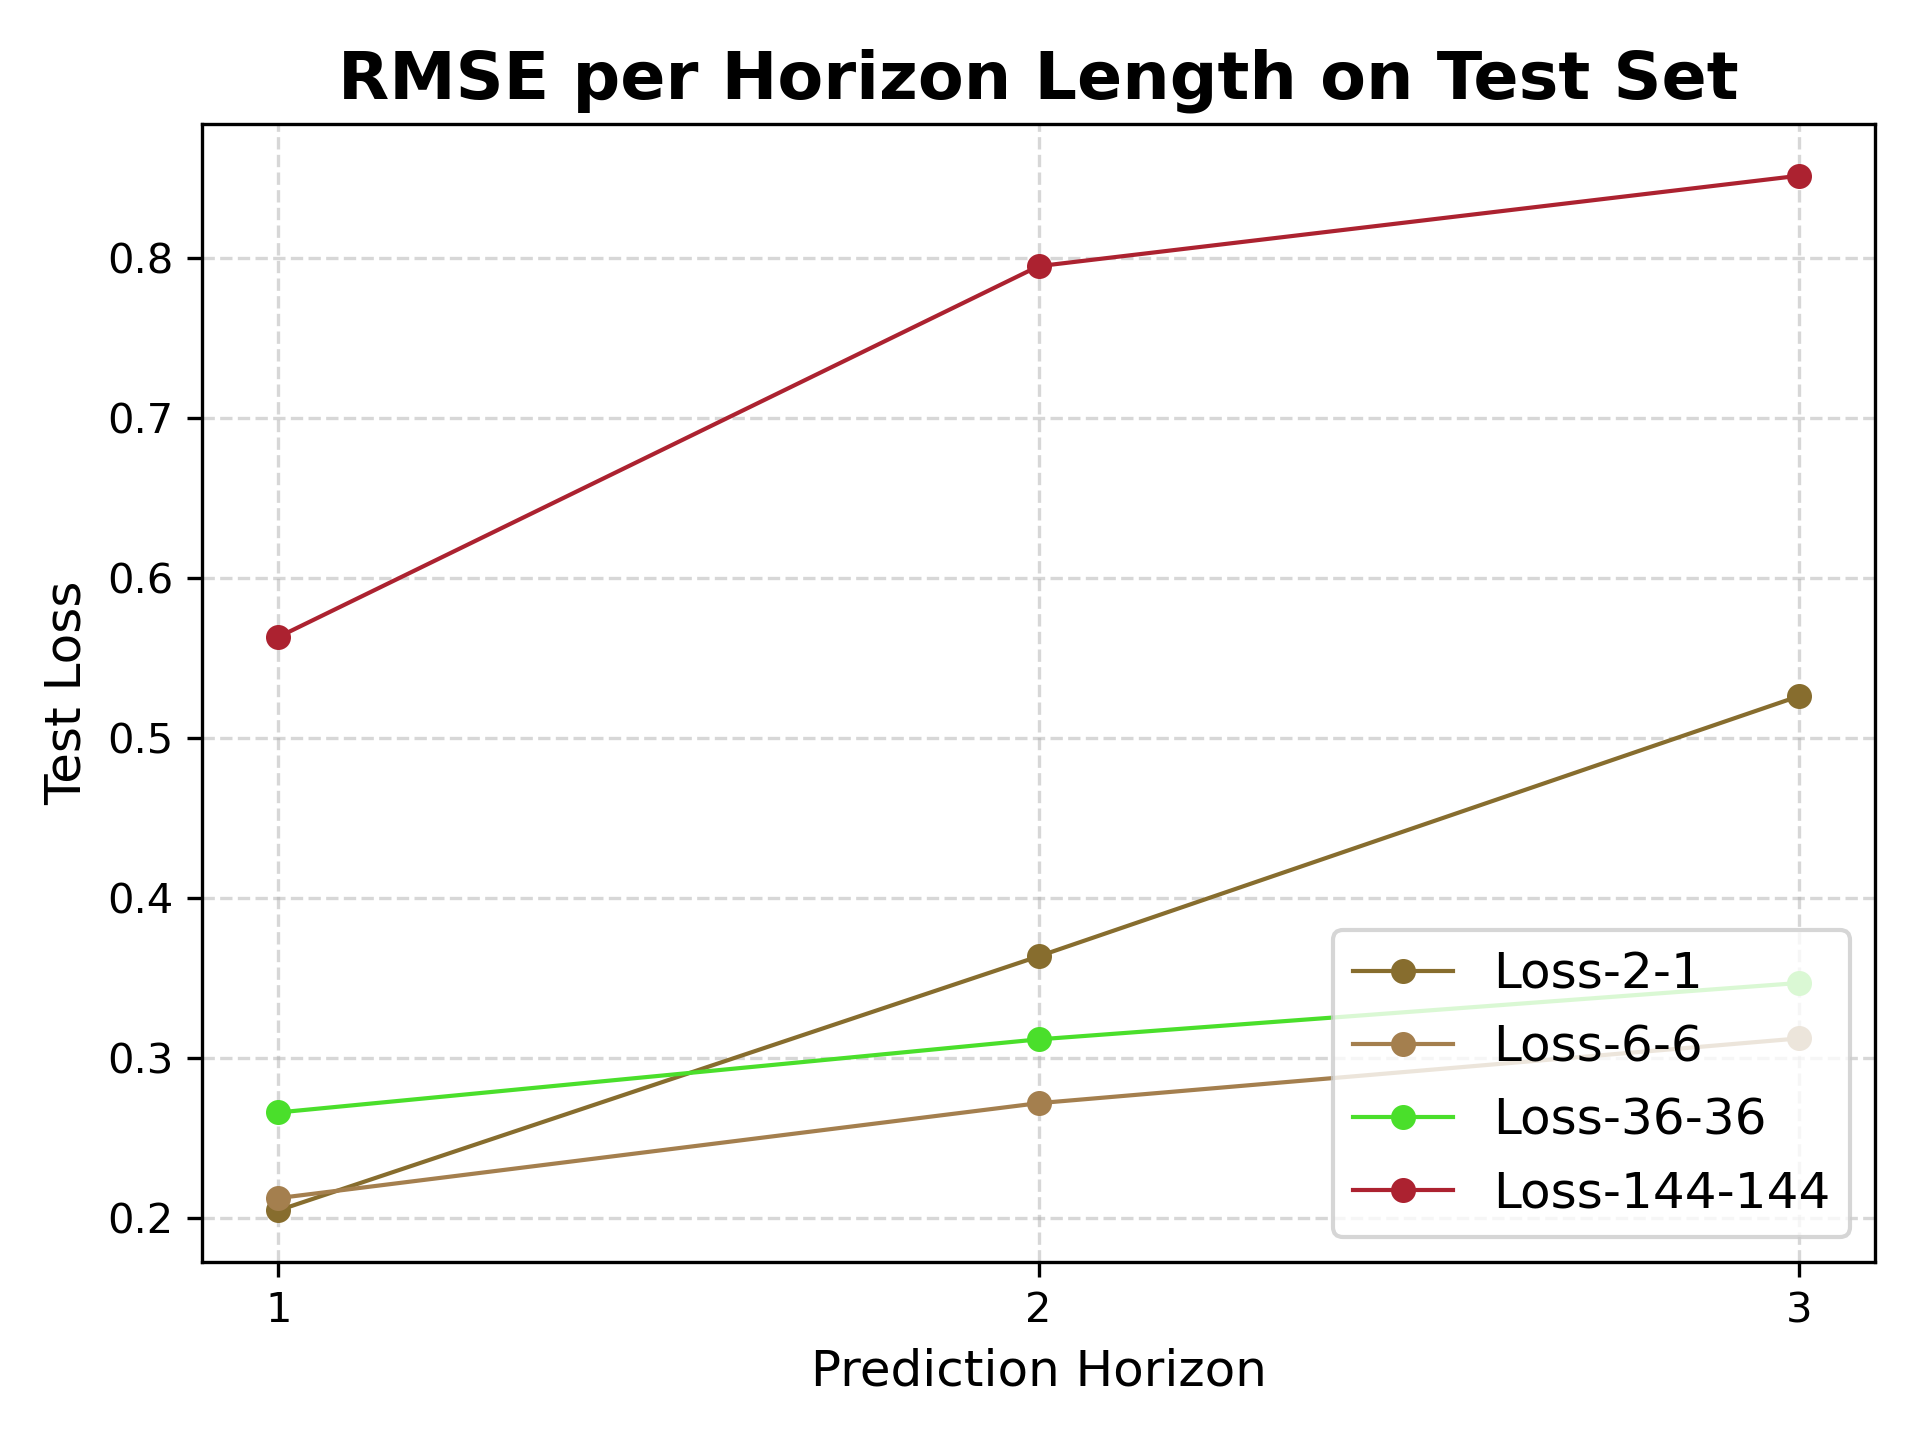 RMSE per Horizon Length on Test Set
0.8
0.7
0.6
0.5
0.4
0.3
0.2
Test Loss
Loss-2-1
Loss-6-6
Loss-36-36
Loss-144-144
1 2 3
Prediction Horizon